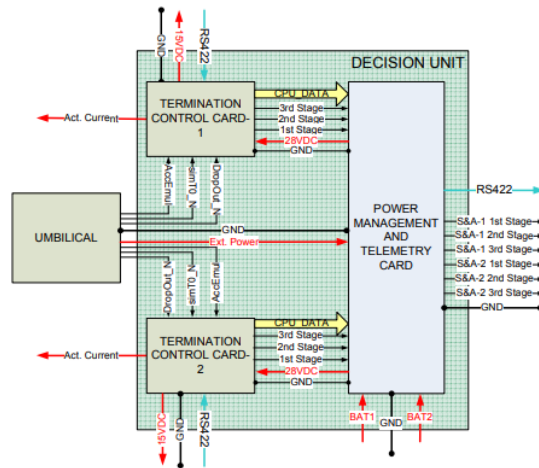 GND
15VDC
RS422
DECISION UNIT
TERMINATION
CONTROL CARD-
1
Act. Current
CPU_DATA
3rd Stage
2nd Stage
1st Stage
28VDC
GND
AccEmul
simT0_N
DropOut_N
UMBILICAL
GND
Ext. Power
DropOut_N
simT0_N
AccEmul
POWER
MANAGEMENT
AND
TELEMETRY
CARD
RS422
S&A-1 1st Stage
S&A-1 2nd Stage
S&A-1 3rd Stage
S&A-2 1st Stage
S&A-2 2nd Stage
S&A-2 3rd Stage
GND
TERMINATION
CONTROL CARD-
2
Act. Current
CPU_DATA
3rd Stage
2nd Stage
1st Stage
28VDC
GND
15VDC
GND
RS422
BAT1
GND
BAT2